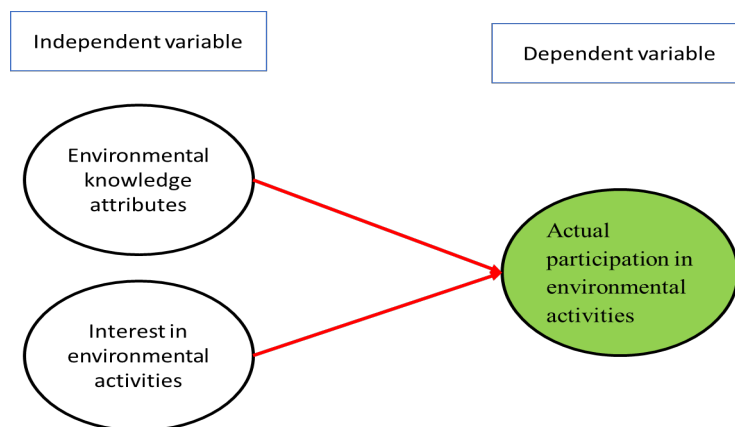 Independent variable
Dependent variable
Environmental
knowledge
attributes
Actual
participation in
environmental
activities
Interest in
environmental
activities